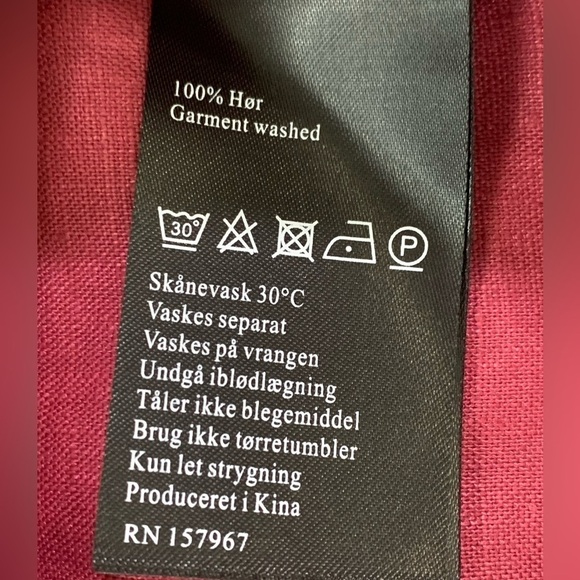 100% Hør
Garment washed
30° P
Skånevask 30°C
Vaskes separat
Vaskes på vrangen
Undgå iblødlægning
Tåler ikke blegemiddel
Brug ikke tørretumbler
Kun let strygning
Produceret i Kina
RN 157967